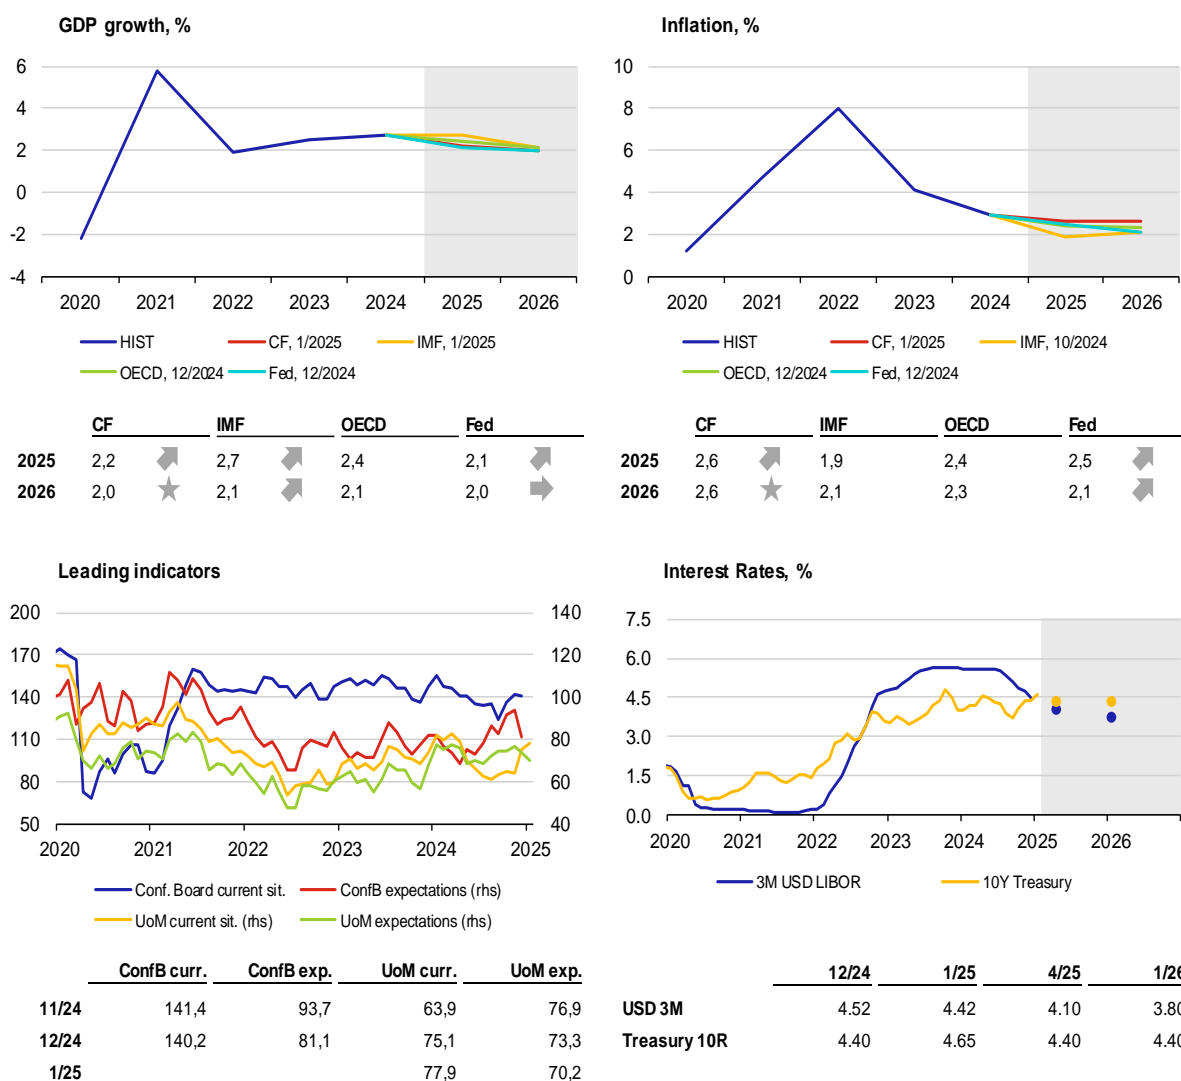 GDP growth, %
6
4
2
0
-2
-4
2020 2021 2022 2023 2024 2025 2026
HIST CF, 1/2025 IMF, 1/2025
OECD, 12/2024 Fed, 12/2024
CF IMF OECD Fed
2025 2,2 2,7 2,4 2,1
2026 2,0 2,1 2,1 2,0
Inflation, %
10
8
6
4
2
0
2020 2021 2022 2023 2024 2025 2026
HIST CF, 1/2025 IMF, 10/2024
OECD, 12/2024 Fed, 12/2024
CF IMF OECD Fed
2025 2,6 1,9 2,4 2,5
2026 2,6 2,1 2,3 2,1
Leading indicators
200 140
170 120
140 100
110 80
80 60
50 40
2020 2021 2022 2023 2024 2025
Conf. Board current sit. ConfB expectations (rhs)
UoM current sit. (rhs) UoM expectations (rhs)
ConfB curr. ConfB exp. UoM curr. UoM exp.
11/24 141,4 93,7 63,9 76,9
12/24 140,2 81,1 75,1 73,3
1/25 77,9 70,2
Interest Rates, %
7.5
6.0
4.5
3.0
1.5
0.0
2020 2021 2022 2023 2024 2025 2026
3M USD LIBOR 10Y Treasury
12/24 1/25 4/25 1/26
USD 3M 4.52 4.42 4.10 3.80
Treasury 10R 4.40 4.65 4.40 4.40